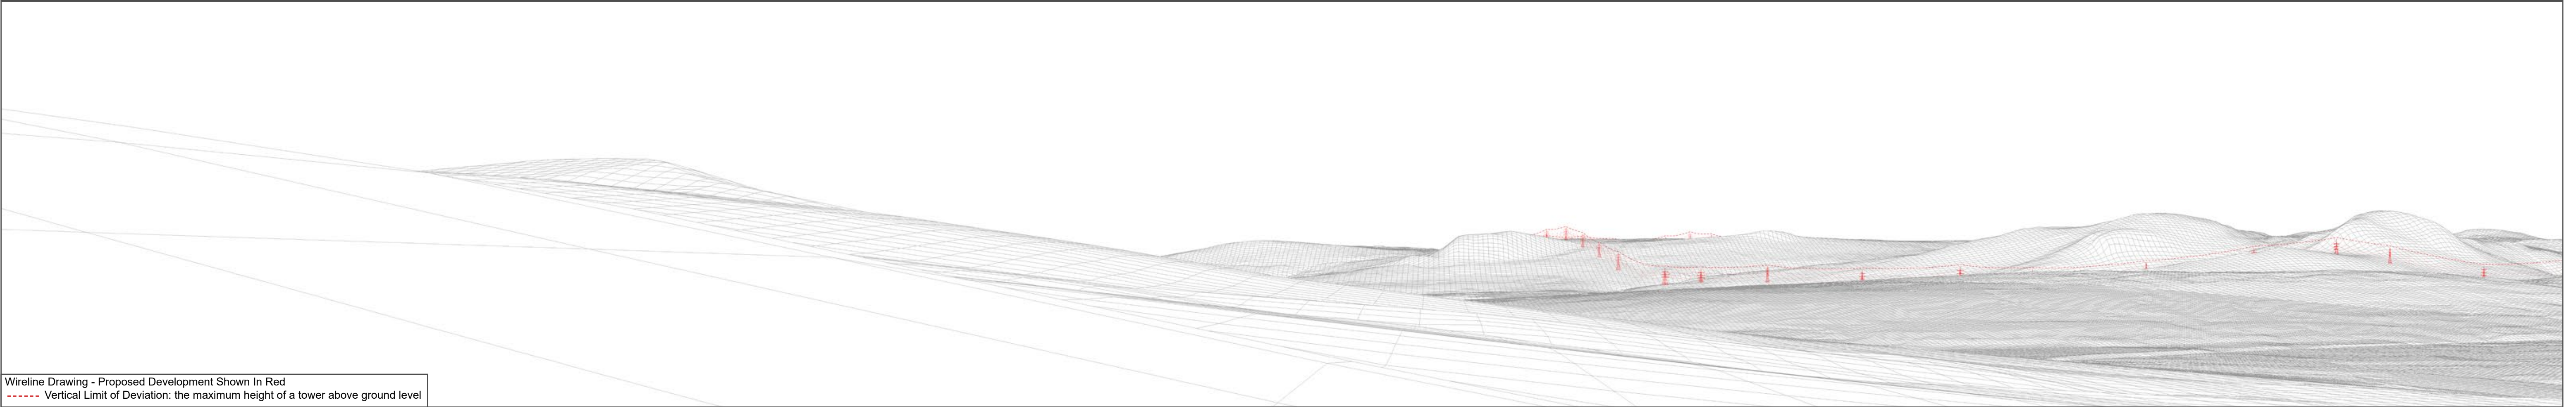 Wireline Drawing - Proposed Development Shown In Red
Vertical Limit of Deviation: the maximum height of a tower above ground level